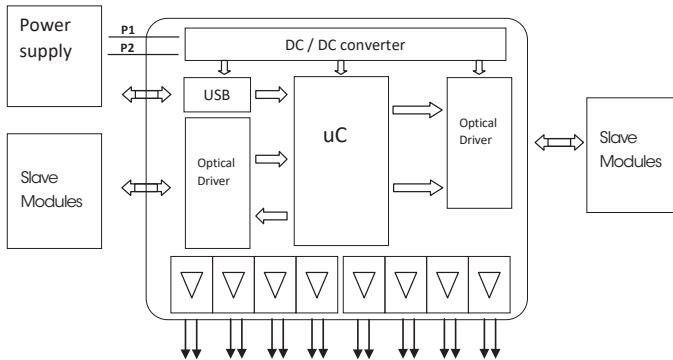 Power
supply
P1
P2
DC / DC converter
USB
uC
Optical
Driver
Optical
Driver
Slave
Modules
Slave
Modules